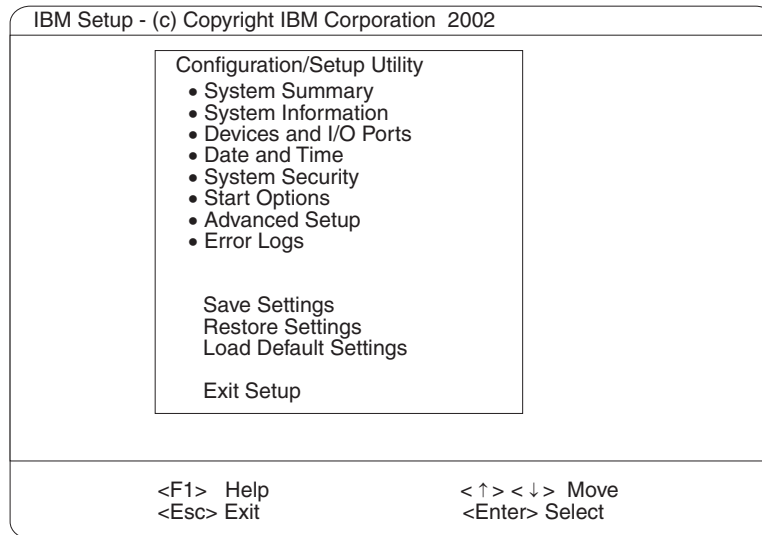 IBM Setup - (c) Copyright IBM Corporation 2002
Configuration/Setup Utility
• System Summary
• System Information
• Devices and I/O Ports
• Date and Time
• System Security
• Start Options
• Advanced Setup
• Error Logs
Save Settings
Restore Settings
Load Default Settings
Exit Setup
<F1> Help <↑><↓> Move
<Esc> Exit <Enter> Select